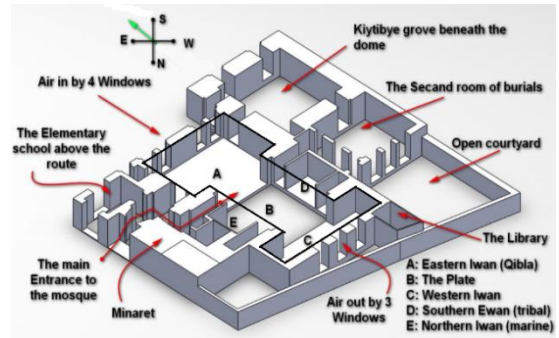 S
E
W
N
Kiytibye grove beneath the
dome
Air in by 4 Windows
The Secand room of burials
The Elementary
school above the
route
Open courtyard
A
D
B
E
C
The Library
The main
Entrance to
the mosque
Minaret
Air out by 3
Windows
A: Eastern Iwan (Qibla)
B: The Plate
C: Western Iwan
D: Southern Ewan (tribal)
E: Northern Iwan (marine)